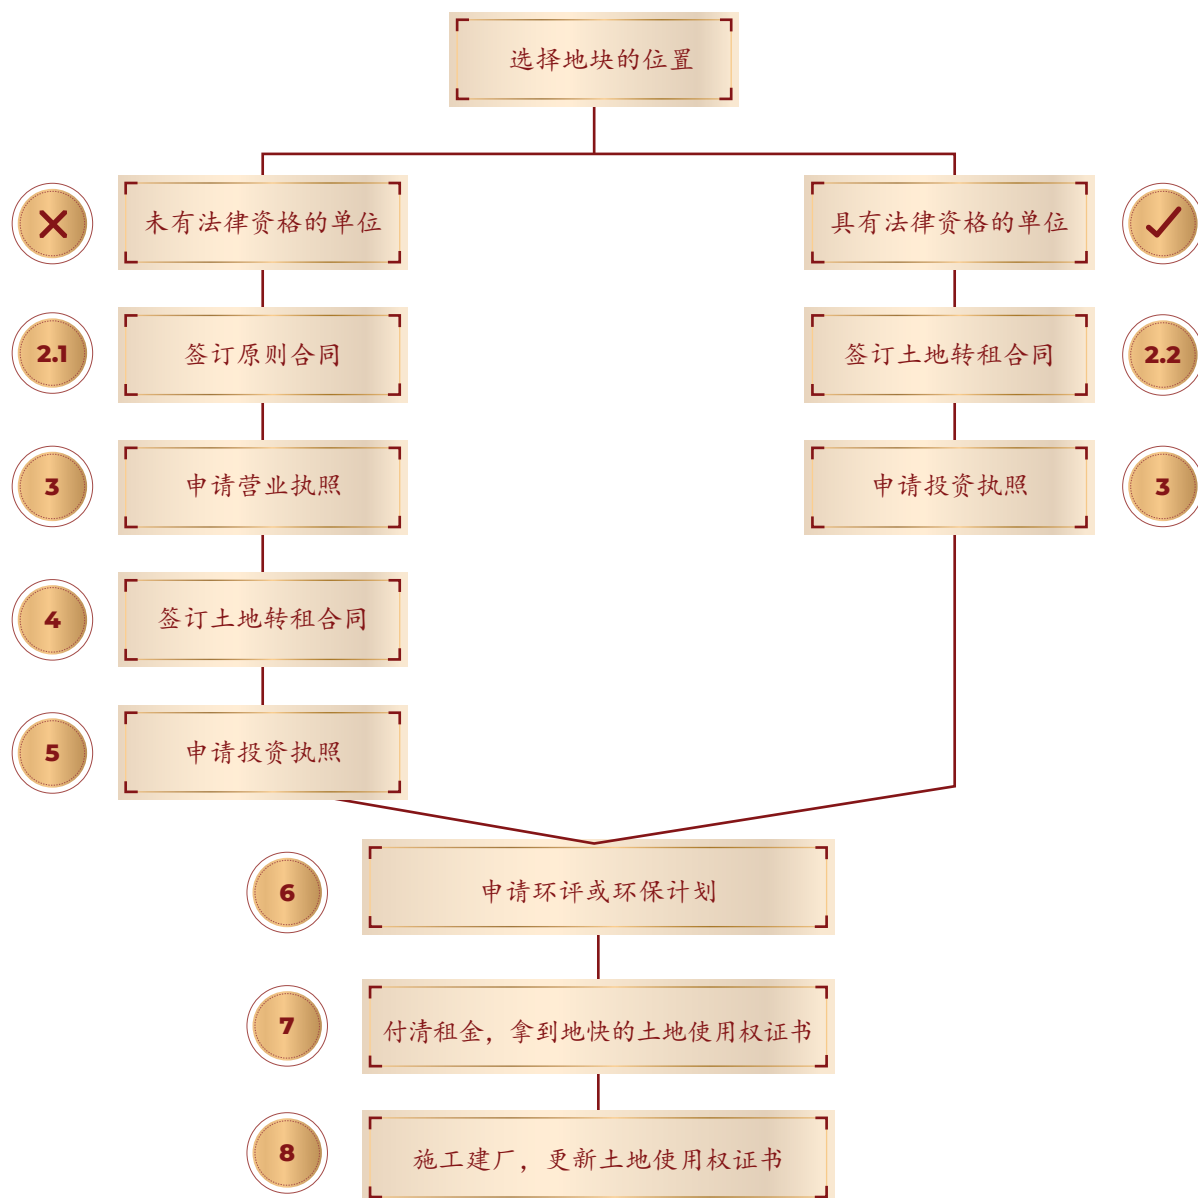 选择地块的位置
未有法律资格的单位
具有法律资格的单位
2.1
签订原则合同
签订土地转租合同
2.2
3
申请营业执照
申请投资执照
3
4
签订土地转租合同
5
申请投资执照
6
申请环评或环保计划
7
付清租金，拿到地快的土地使用权证书
8
施工建厂，更新土地使用权证书